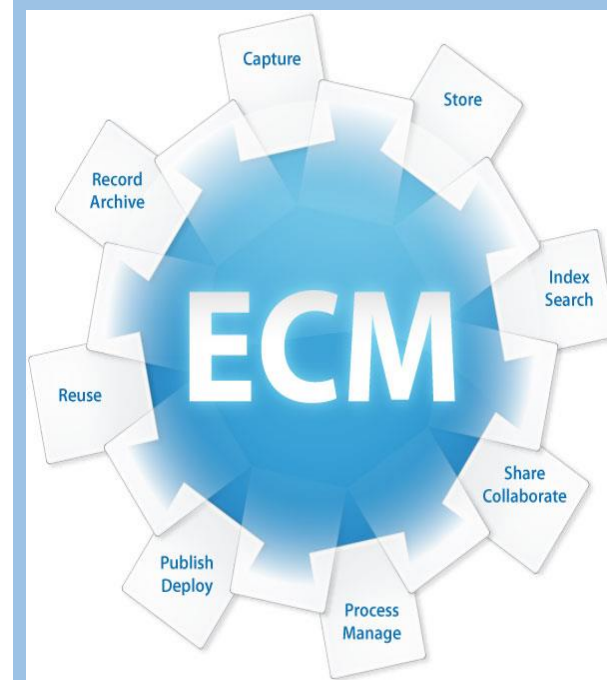 Capture
Store
Record
Archive
Index
Search
ECM
Reuse
Share
Collaborate
Publish
Deploy
Process
Manage